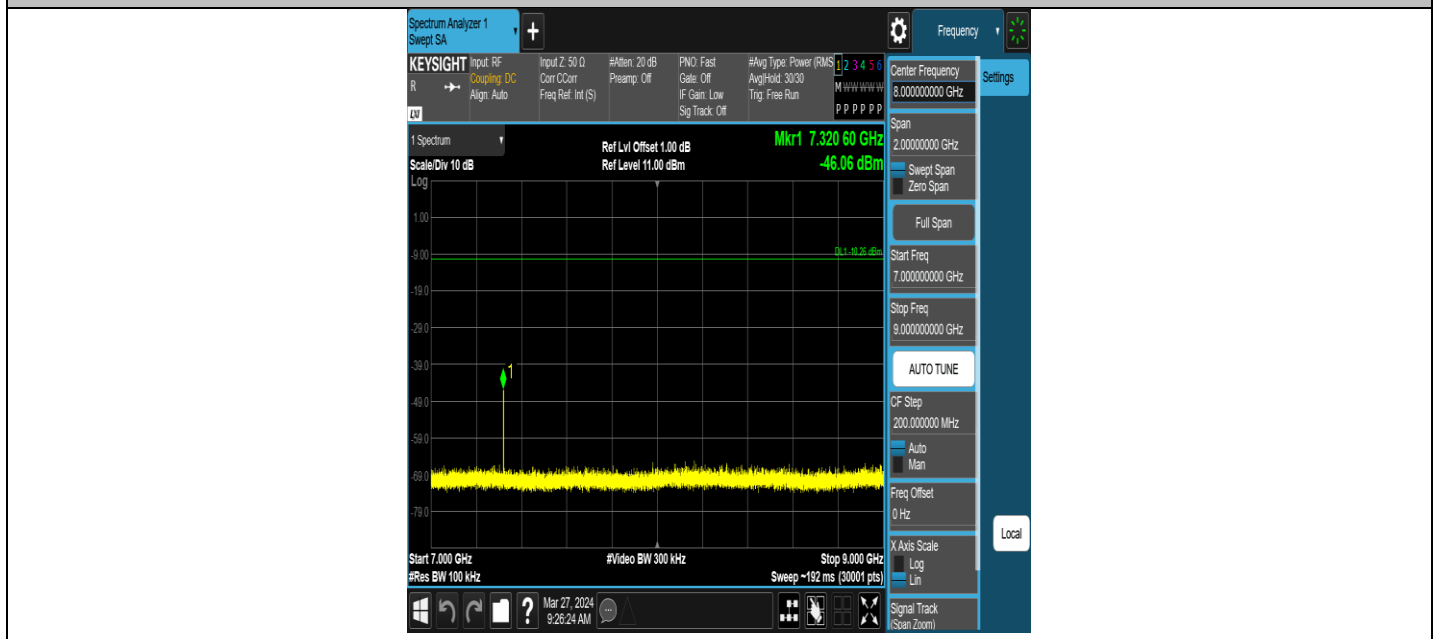 Spectrum Analyzer 1
Swept SA
+
Frequency
KEYSIGHT
R
LXI
Input: RF
Coupling: DC
Align: Auto
Input Z: 50 Ω
Corr CCorr
Freq Ref: Int (S)
#Atten: 20 dB
Preamp: Off
PNO: Fast
Gate: Off
IF Gain: Low
Sig Track: Off
#Avg Type: Power (RMS
Avg|Hold: 30/30
Trig: Free Run
1 2 3 4 5 6
M W W W W W
P P P P P P
1 Spectrum
Scale/Div 10 dB
Log
Ref Lvl Offset 1.00 dB
Ref Level 11.00 dBm
Mkr1 7.320 60 GHz
-46.06 dBm
1.00
-9.00
DL1 -10.26 dBm
-19.0
-29.0
-39.0
1
-49.0
-59.0
-69.0
-79.0
Start 7.000 GHz
#Video BW 300 kHz
Stop 9.000 GHz
#Res BW 100 kHz
Sweep ~192 ms (30001 pts)
?
Mar 27, 2024
9:26:24 AM
Center Frequency
8.000000000 GHz
Settings
Span
2.00000000 GHz
Swept Span
Zero Span
Full Span
Start Freq
7.000000000 GHz
Stop Freq
9.000000000 GHz
AUTO TUNE
CF Step
200.000000 MHz
Auto
Man
Freq Offset
0 Hz
X Axis Scale
Log
Lin
Local
Signal Track
(Span Zoom)